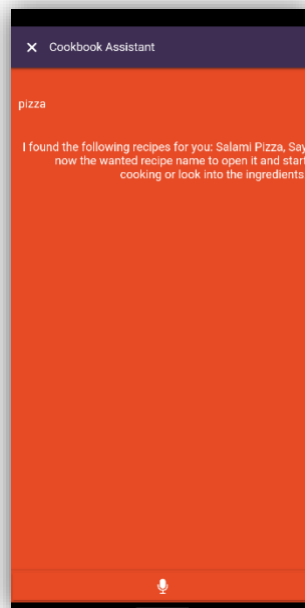 Cookbook Assistant
pizza
I found the following recipes for you: Salami Pizza, Say
now the wanted recipe name to open it and start
cooking or look into the ingredients